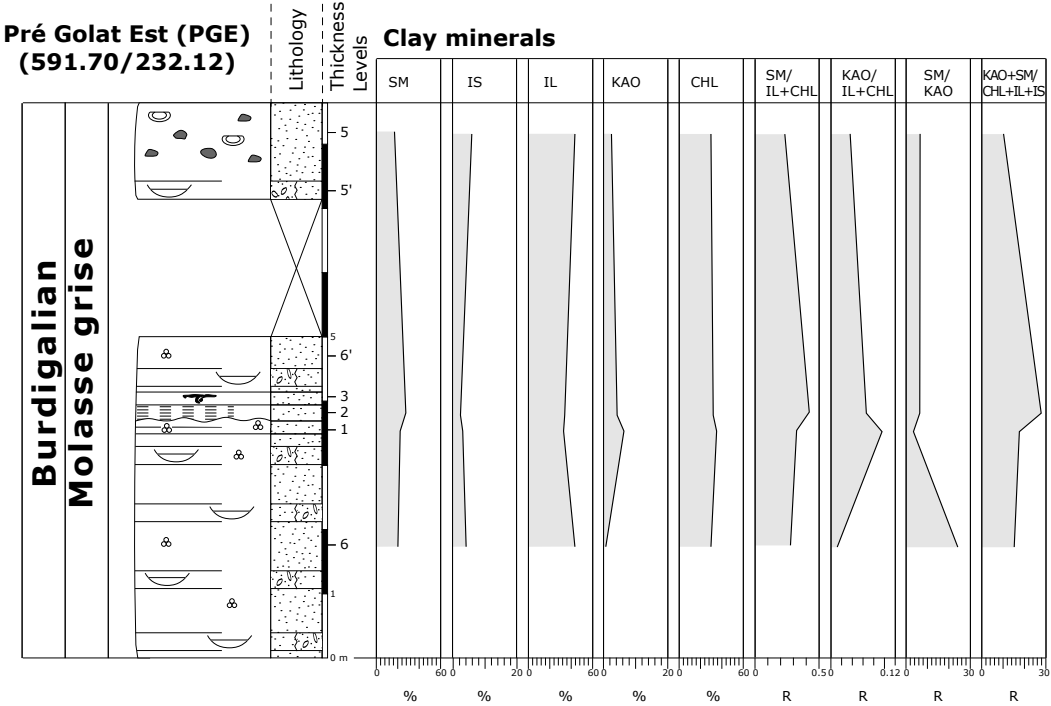 Pré Golat Est (PGE)
(591.70/232.12)
Lithology
Thickness
Levels
Clay minerals
SM
IS
IL
KAO
CHL
SM/
IL+CHL
KAO/
IL+CHL
SM/
KAO
KAO+SM/
CHL+IL+IS
Burdigalian
Molasse grise
5
5'
5
6'
3
2
1
6
1
0 m
0 60 0 20 0 60 0 20 0 60 0 0.5 0 0.12 0 30 0 30
% % % % % R R R R